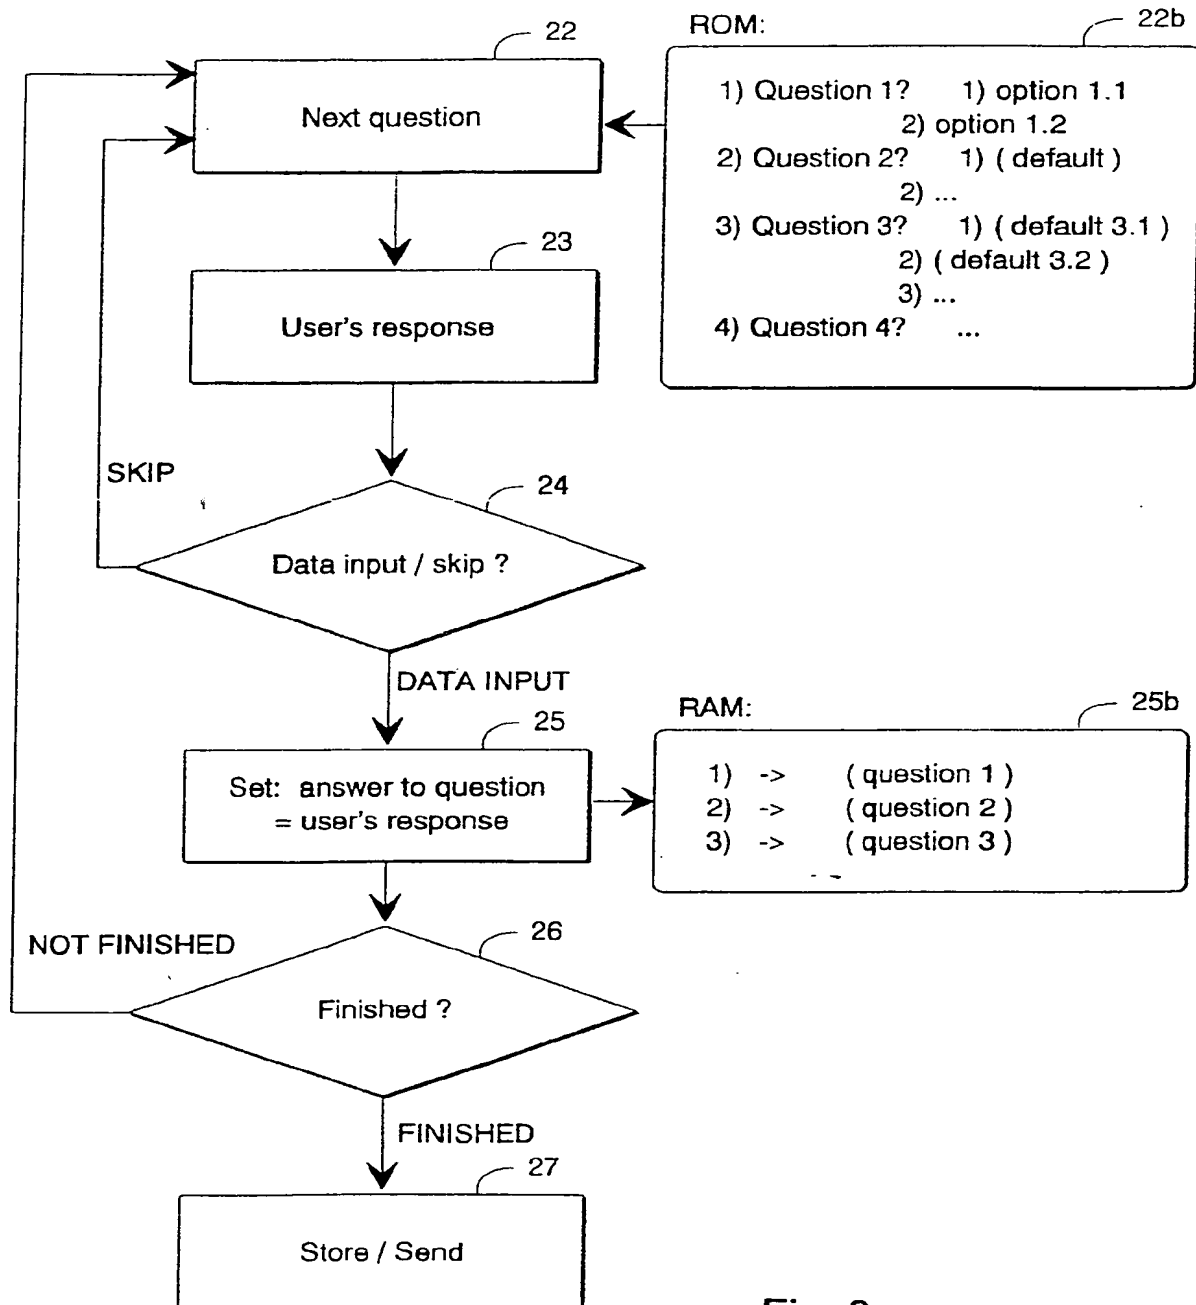 22
ROM:
22b
Next question
1) Question 1? 1) option 1.1
2) option 1.2
2) Question 2? 1) ( default )
2) ...
3) Question 3? 1) ( default 3.1 )
2) ( default 3.2 )
3) ...
4) Question 4? ...
23
User's response
SKIP
24
Data input / skip ?
DATA INPUT
25
RAM:
25b
Set: answer to question
= user's response
1) -> ( question 1 )
2) -> ( question 2 )
3) -> ( question 3 )
NOT FINISHED
26
Finished ?
FINISHED
27
Store / Send
Fig.